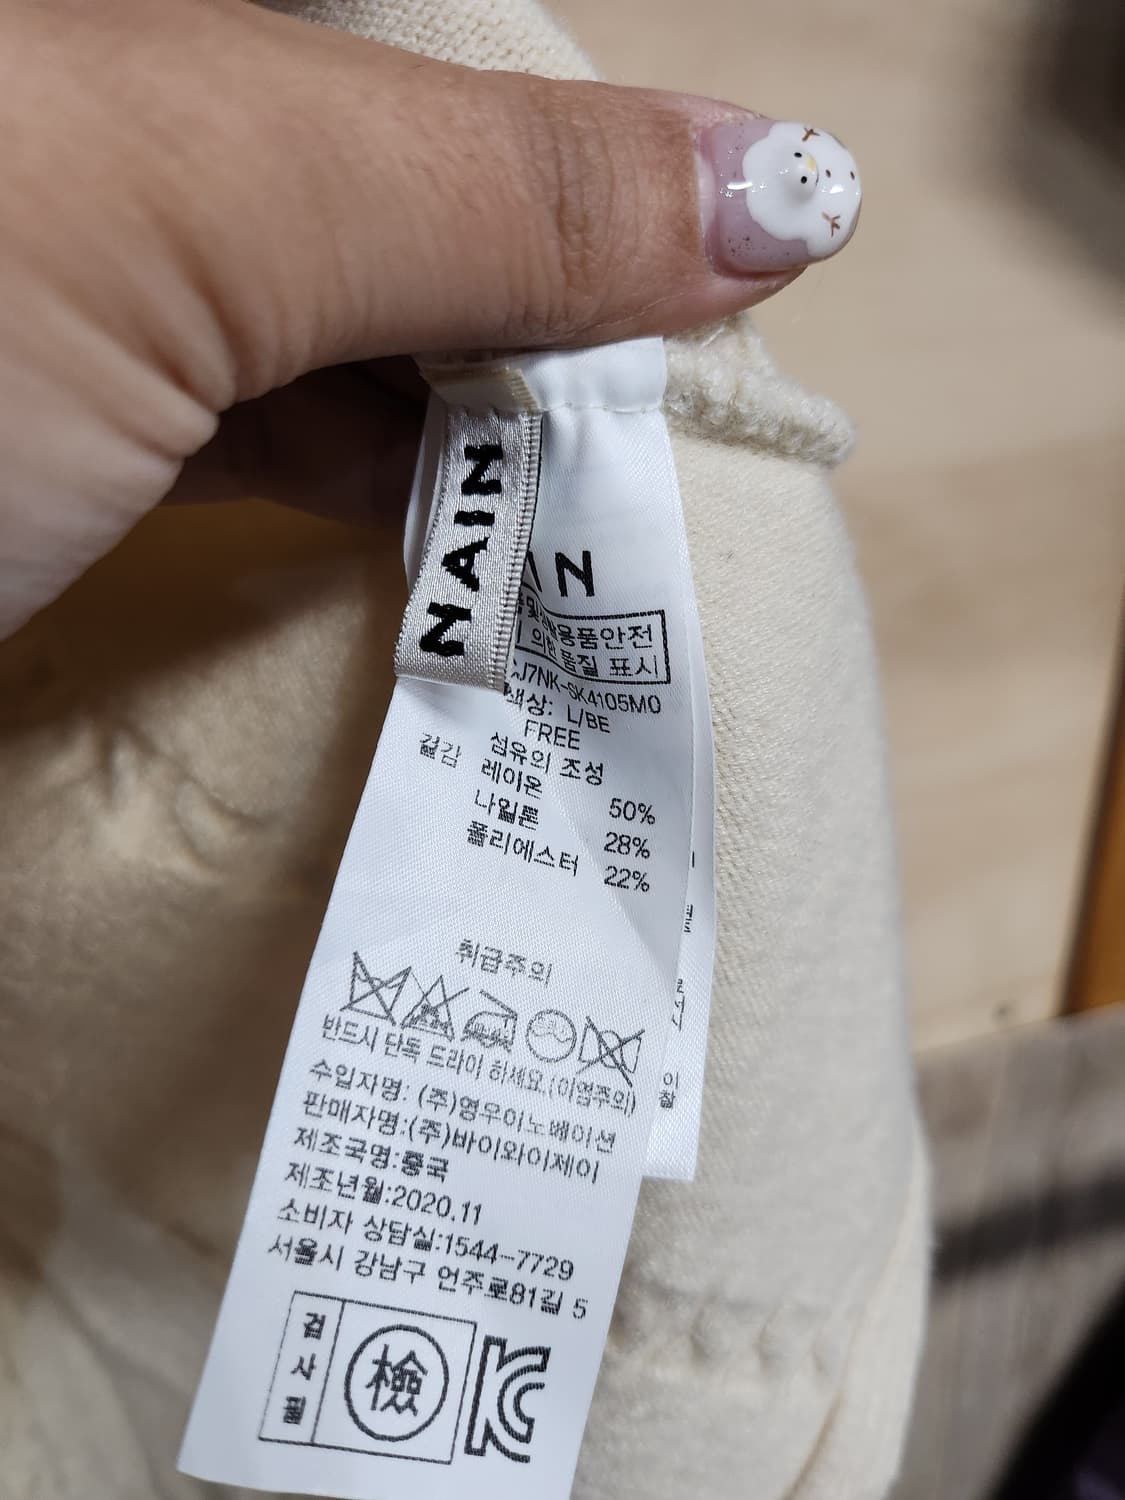 NAIN
IN
용품안전
품질 표시
J7NK-SK4105M0
색상: L/BE
FREE
겉감 섬유의 조성
레이온 50%
나일론 28%
폴리에스터 22%
취급주의
반드시 단독 드라이 하세요.(이염주의)
수입자명: (주)영우이노베이션
판매자명:(주)바이와이제이
제조국명:중국
제조년월:2020.11
소비자 상담실:1544-7729
서울시 강남구 언주로81길 5
검사필
檢
KC